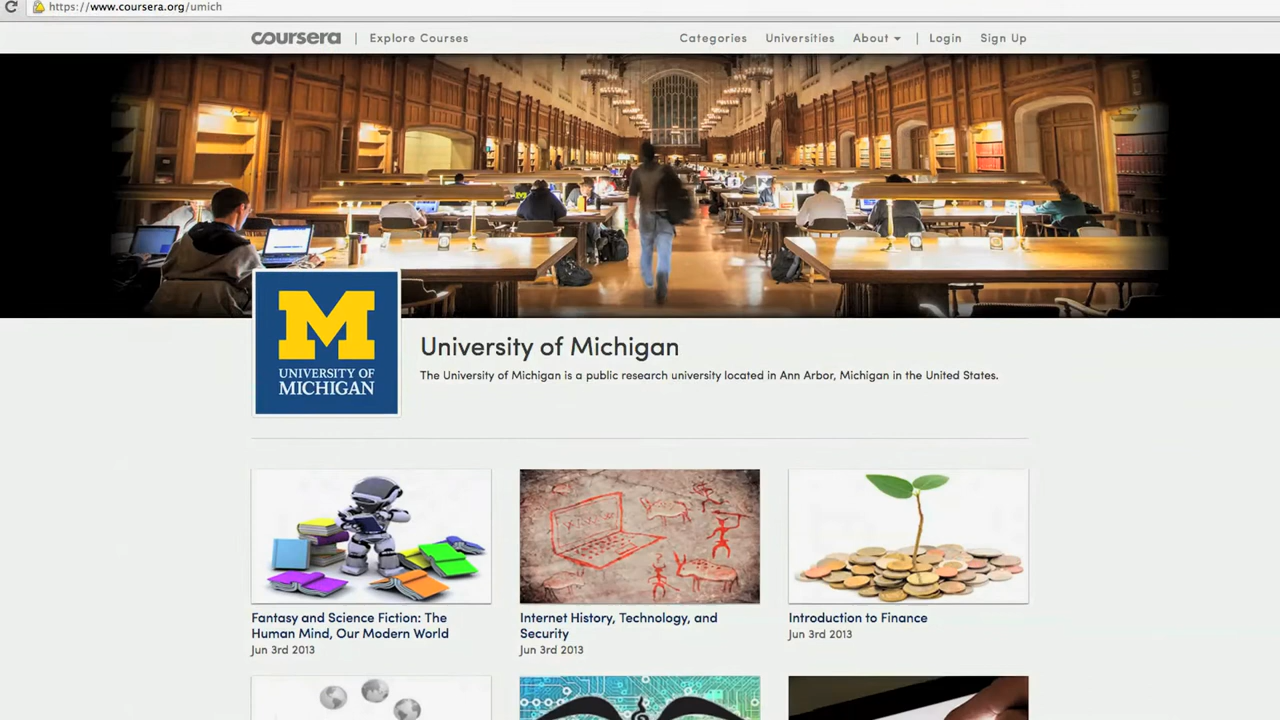 https://www.coursera.org/umich
coursera | Explore Courses
Categories Universities About | Login Sign Up
M
UNIVERSITY OF
MICHIGAN
University of Michigan
The University of Michigan is a public research university located in Ann Arbor, Michigan in the United States.
Fantasy and Science Fiction: The
Human Mind, Our Modern World
Jun 3rd 2013
Internet History, Technology, and
Security
Jun 3rd 2013
Introduction to Finance
Jun 3rd 2013